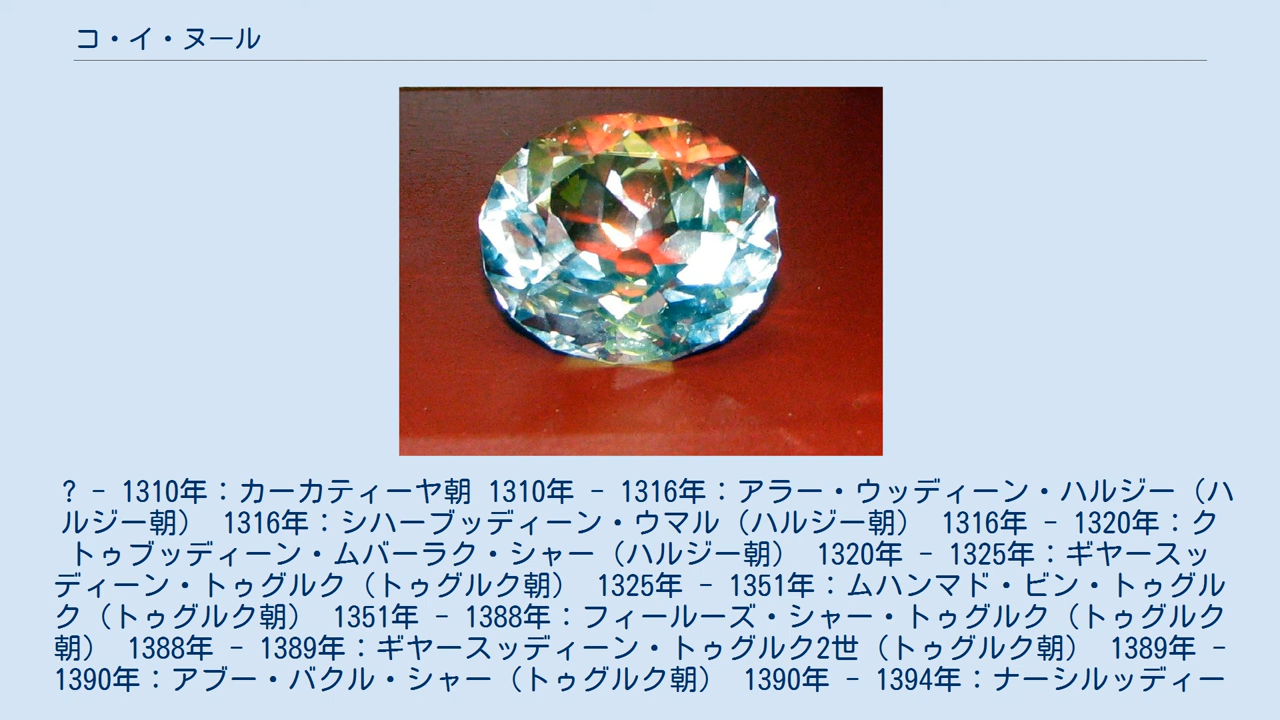 コ・イ・ヌール
? － 1310年：カーカティーヤ朝 1310年 － 1316年：アラー・ウッディーン・ハルジー（ハ
ルジー朝） 1316年：シハーブッディーン・ウマル（ハルジー朝） 1316年 － 1320年：ク
トゥブッディーン・ムバーラク・シャー（ハルジー朝） 1320年 － 1325年：ギヤースッ
ディーン・トゥグルク（トゥグルク朝） 1325年 － 1351年：ムハンマド・ビン・トゥグル
ク（トゥグルク朝） 1351年 － 1388年：フィールーズ・シャー・トゥグルク（トゥグルク
朝） 1388年 － 1389年：ギヤースッディーン・トゥグルク2世（トゥグルク朝） 1389年 －
1390年：アブー・バクル・シャー（トゥグルク朝） 1390年 － 1394年：ナーシルッディー